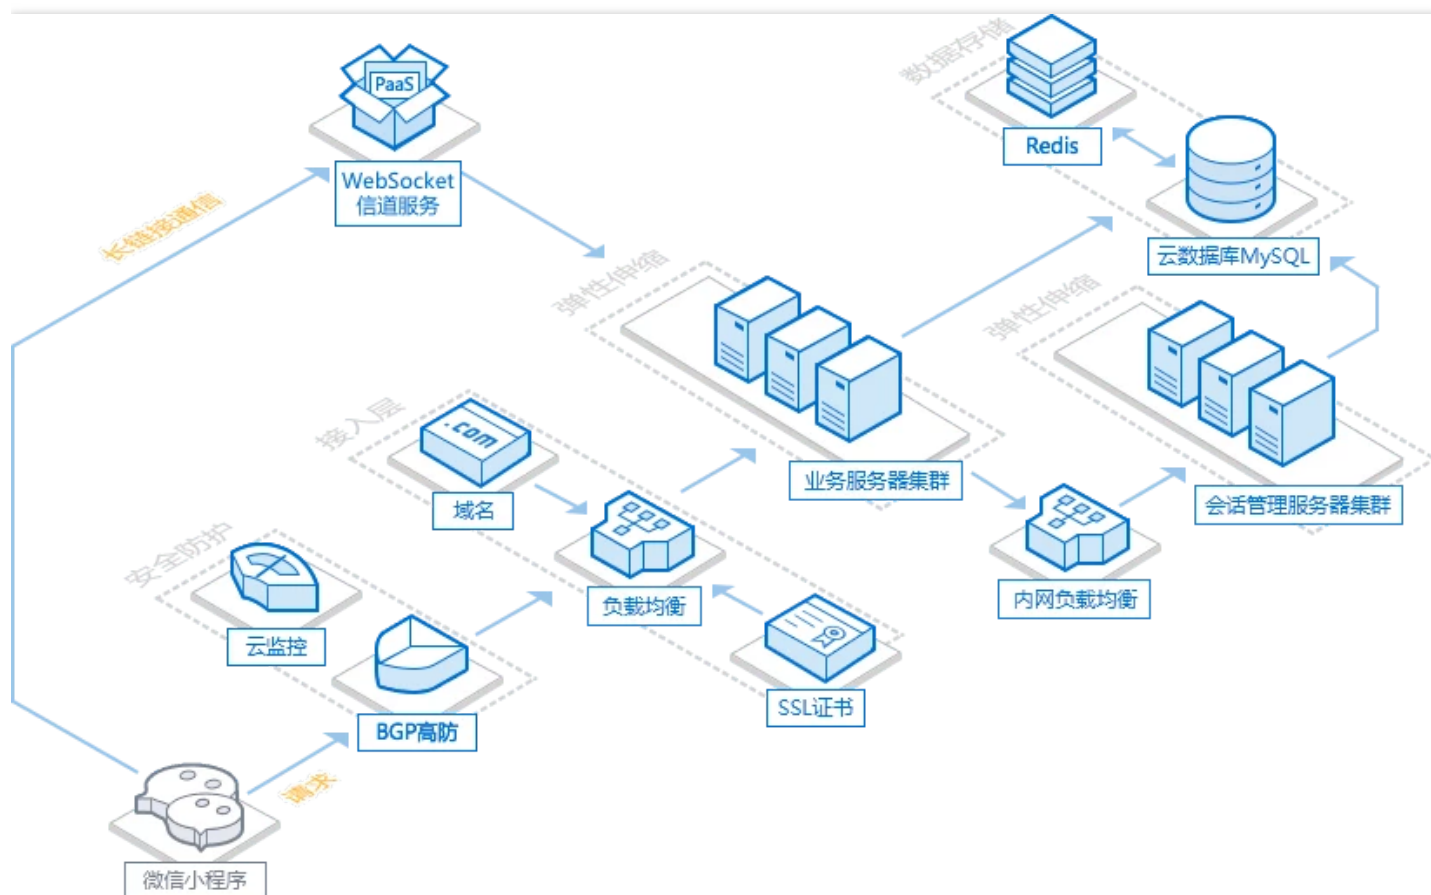 数据存储
PaaS
Redis
WebSocket
信道服务
长链接通信
云数据库MySQL
弹性伸缩
弹性伸缩
接入层
.com
业务服务器集群
域名
会话管理服务器集群
安全防护
负载均衡
内网负载均衡
云监控
SSL证书
BGP高防
请求
微信小程序